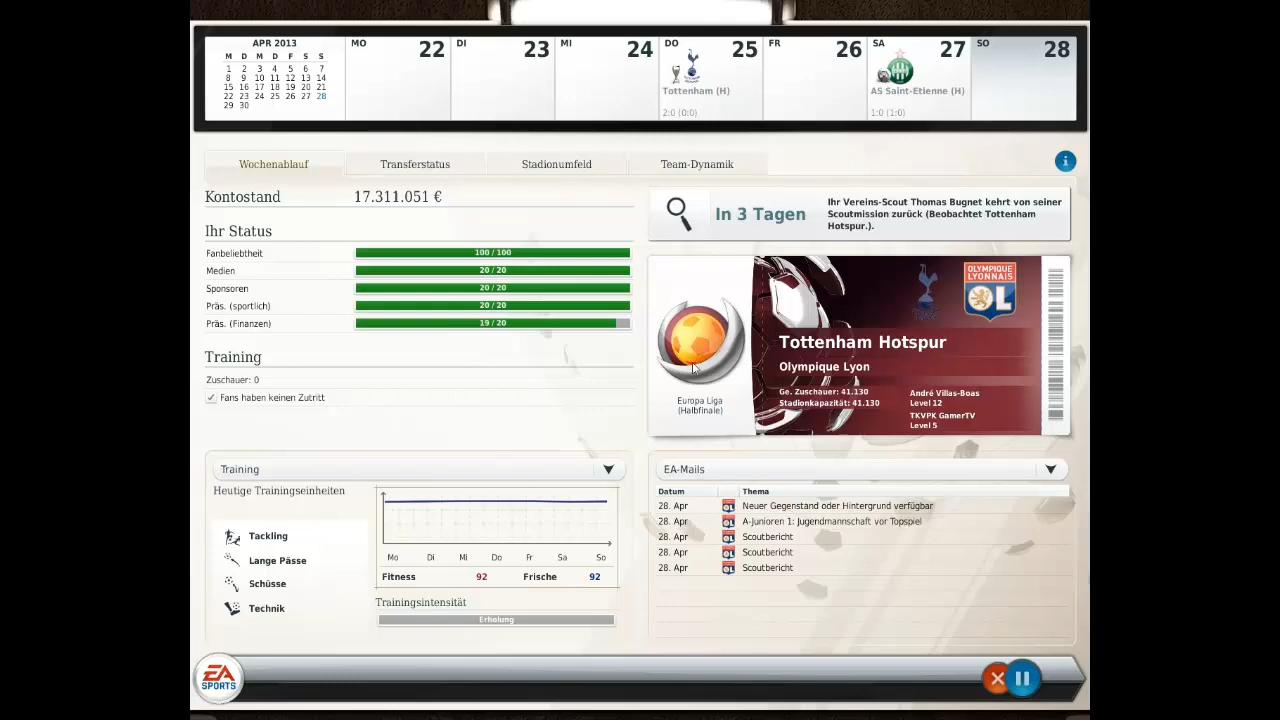 APR 2013
M D M D F S S
1 2 3 4 5 6 7
8 9 10 11 12 13 14
15 16 17 18 19 20 21
22 23 24 25 26 27 28
29 30
MO 22
DI 23
MI 24
DO 25
Tottenham (H)
2:0 (0:0)
FR 26
SA 27
AS Saint-Etienne (H)
1:0 (1:0)
SO 28
Wochenablauf
Transferstatus
Stadionumfeld
Team-Dynamik
i
Kontostand 17.311.051 €
Ihr Status
Fanbeliebtheit 100 / 100
Medien 20 / 20
Sponsoren 20 / 20
Präs. (sportlich) 20 / 20
Präs. (Finanzen) 19 / 20
Training
Zuschauer: 0
Fans haben keinen Zutritt
In 3 Tagen
Ihr Vereins-Scout Thomas Bugnet kehrt von seiner
Scoutmission zurück (Beobachtet Tottenham
Hotspur.).
Europa Liga
(Halbfinale)
OLYMPIQUE
LYONNAIS
OL
Tottenham Hotspur
Olympique Lyon
Ge. Zuschauer: 41.130
Stadionkapazität: 41.130
André Villas-Boas
Level 12
TKVPK GamerTV
Level 5
Training
Heutige Trainingseinheiten
Tackling
Lange Pässe
Schüsse
Technik
Mo Di Mi Do Fr Sa So
Fitness 92 Frische 92
Trainingsintensität
Erholung
EA-Mails
Datum Thema
28. Apr Neuer Gegenstand oder Hintergrund verfügbar
28. Apr A-Junioren 1: Jugendmannschaft vor Topspiel
28. Apr Scoutbericht
28. Apr Scoutbericht
28. Apr Scoutbericht
EA
SPORTS